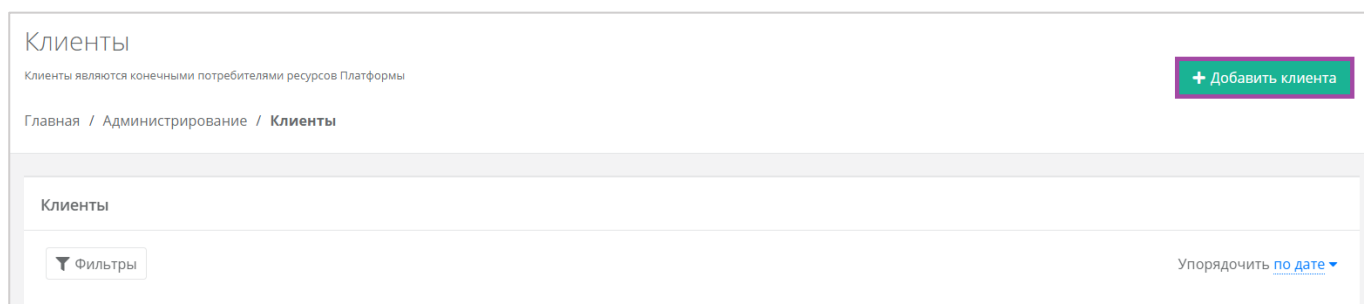 Клиенты
Клиенты являются конечными потребителями ресурсов Платформы
Добавить клиента
Главная / Администрирование / Клиенты
Клиенты
Фильтры
Упорядочить по дате